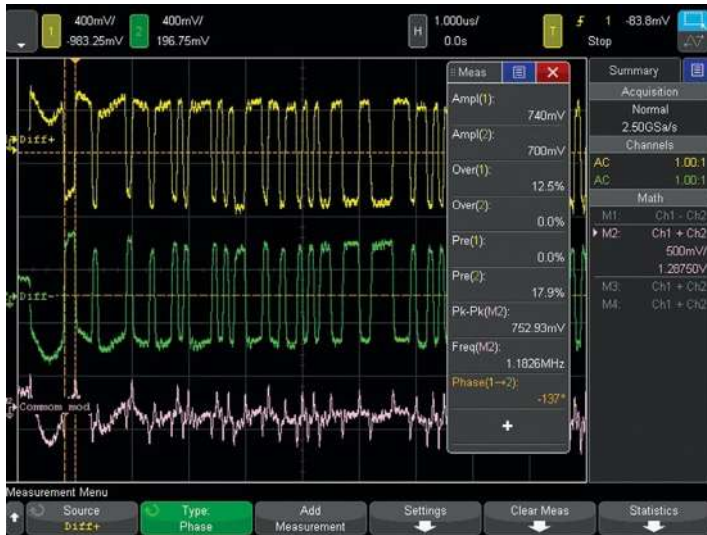 1 400mV/ 2 400mV/ H 1.000us/ T 1 -83.8mV
-983.25mV 196.75mV 0.0s Stop
Meas
Ampl(1):
740mV
Ampl(2):
700mV
Over(1):
12.5%
Over(2):
0.0%
Pre(1):
0.0%
Pre(2):
17.9%
Pk-Pk(M2):
752.93mV
Freq(M2):
1.1826MHz
Phase(1→2):
-137°
+
Summary
Acquisition
Normal
2.50GSa/s
Channels
AC 1.00:1
AC 1.00:1
Math
M1: Ch1 - Ch2
M2: Ch1 + Ch2
500mV/
1.28750V
M3: Ch1 + Ch2
M4: Ch1 + Ch2
Diff+
Diff-
Commom mod
Measurement Menu
Source Type: Add Settings Clear Meas Statistics
Diff+ Phase Measurement